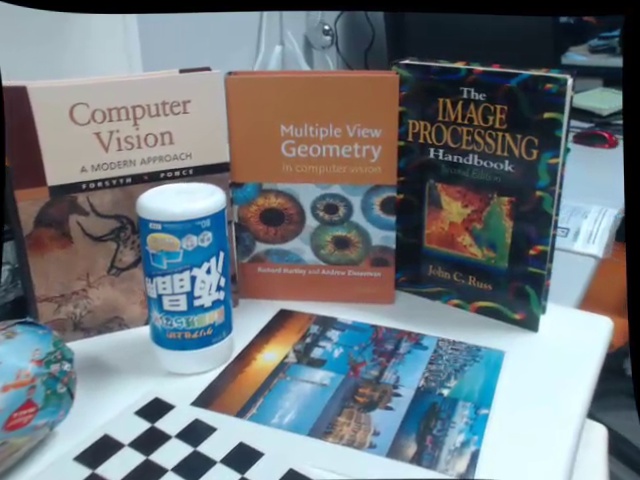 Computer
Vision
A MODERN APPROACH
FORSYTH PONCE
Multiple View
Geometry
in computer vision
Richard Hartley and Andrew Zisserman
The
IMAGE
PROCESSING
Handbook
Second Edition
John C. Russ